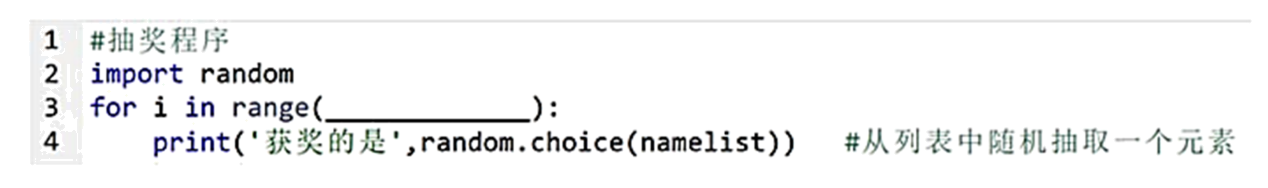 1 #抽奖程序
2 import random
3 for i in range(____________):
4     print('获奖的是',random.choice(namelist))   #从列表中随机抽取一个元素